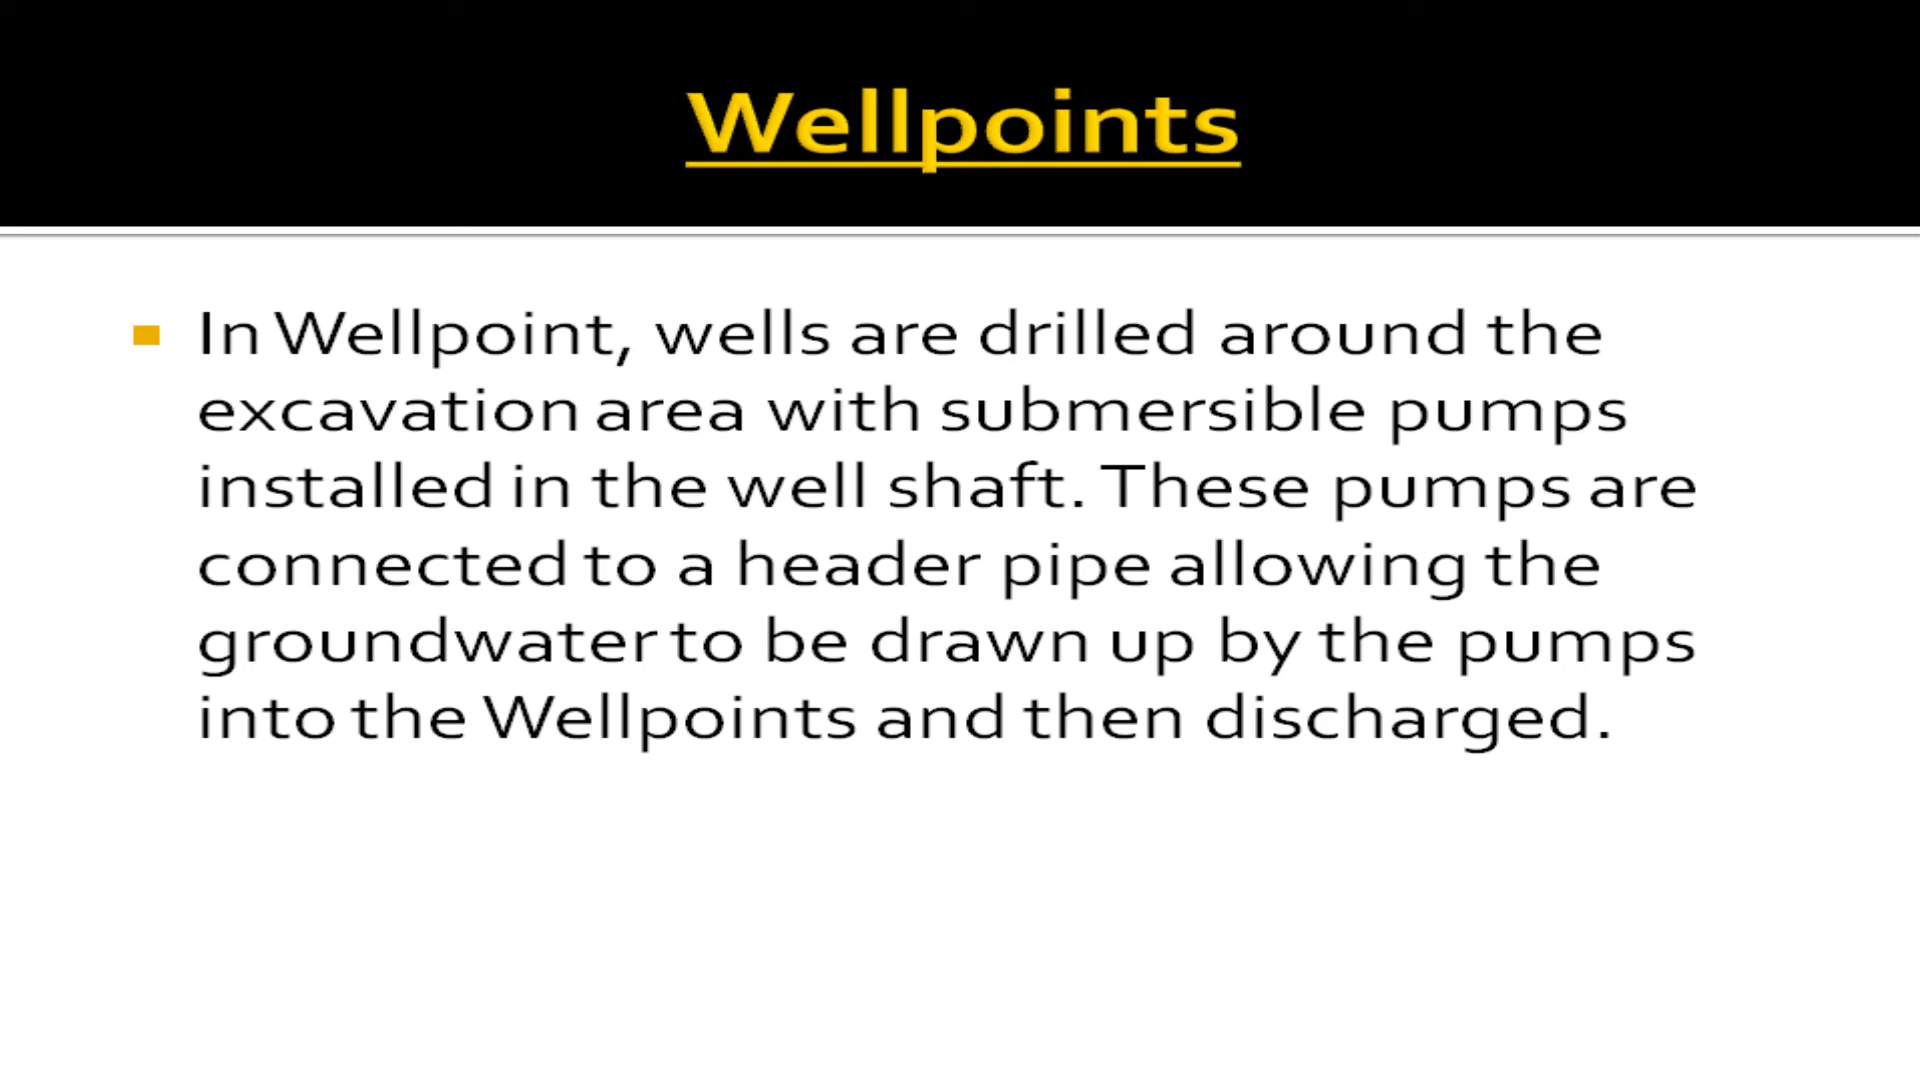 Wellpoints
In Wellpoint, wells are drilled around the
excavation area with submersible pumps
installed in the well shaft. These pumps are
connected to a header pipe allowing the
groundwater to be drawn up by the pumps
into the Wellpoints and then discharged.